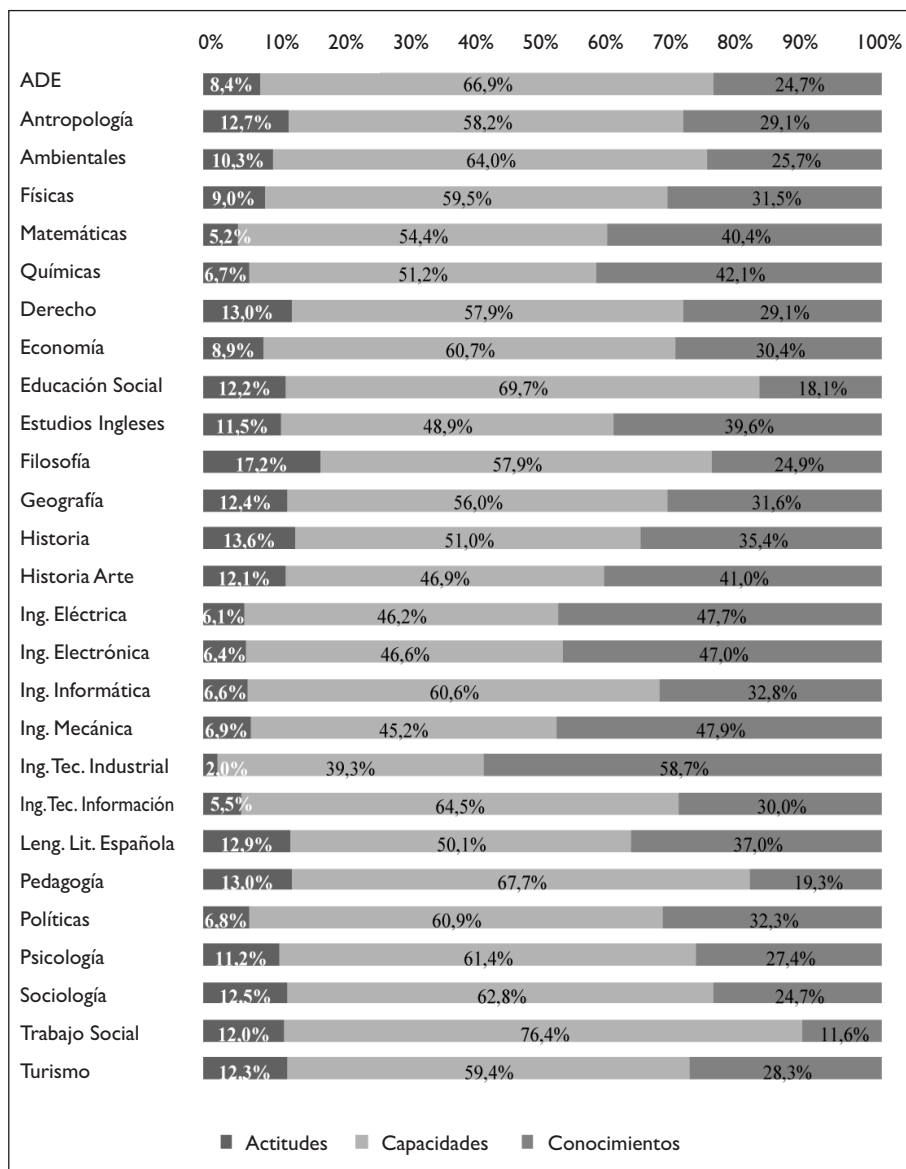 0% 10% 20% 30% 40% 50% 60% 70% 80% 90% 100%
ADE 8,4% 66,9% 24,7%
Antropología 12,7% 58,2% 29,1%
Ambientales 10,3% 64,0% 25,7%
Físicas 9,0% 59,5% 31,5%
Matemáticas 5,2% 54,4% 40,4%
Químicas 6,7% 51,2% 42,1%
Derecho 13,0% 57,9% 29,1%
Economía 8,9% 60,7% 30,4%
Educación Social 12,2% 69,7% 18,1%
Estudios Ingleses 11,5% 48,9% 39,6%
Filosofía 17,2% 57,9% 24,9%
Geografía 12,4% 56,0% 31,6%
Historia 13,6% 51,0% 35,4%
Historia Arte 12,1% 46,9% 41,0%
Ing. Eléctrica 6,1% 46,2% 47,7%
Ing. Electrónica 6,4% 46,6% 47,0%
Ing. Informática 6,6% 60,6% 32,8%
Ing. Mecánica 6,9% 45,2% 47,9%
Ing. Tec. Industrial 2,0% 39,3% 58,7%
Ing. Tec. Información 5,5% 64,5% 30,0%
Leng. Lit. Española 12,9% 50,1% 37,0%
Pedagogía 13,0% 67,7% 19,3%
Políticas 6,8% 60,9% 32,3%
Psicología 11,2% 61,4% 27,4%
Sociología 12,5% 62,8% 24,7%
Trabajo Social 12,0% 76,4% 11,6%
Turismo 12,3% 59,4% 28,3%
Actitudes Capacidades Conocimientos